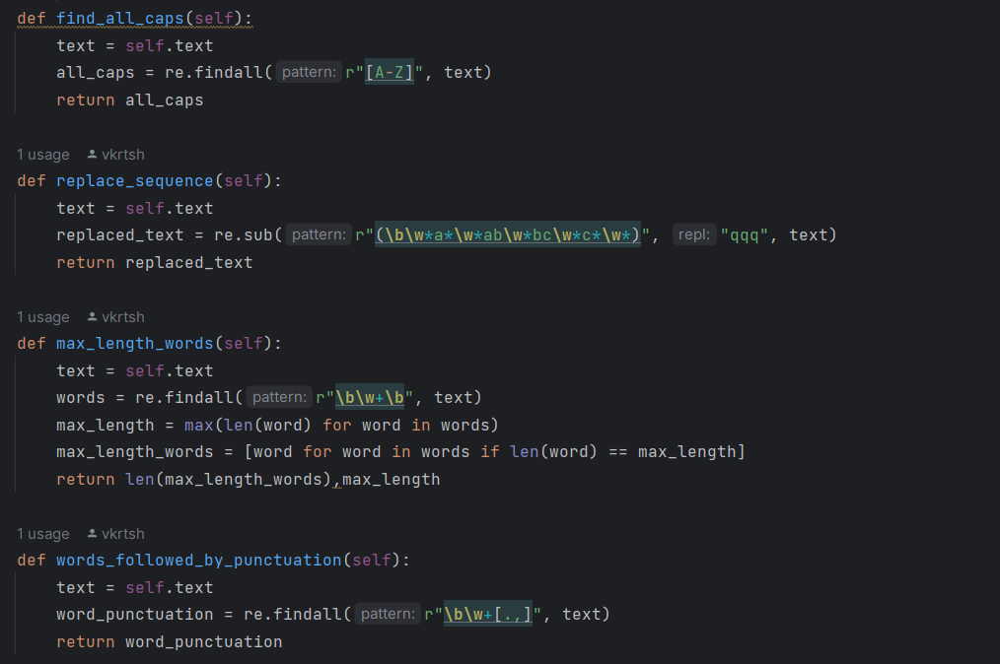 def find_all_caps(self):
    text = self.text
    all_caps = re.findall( pattern: r"[A-Z]", text)
    return all_caps
1 usage vkrtsh
def replace_sequence(self):
    text = self.text
    replaced_text = re.sub( pattern: r"(\b\w*a*\w*ab\w*bc\w*c*\w*)", repl: "qqq", text)
    return replaced_text
1 usage vkrtsh
def max_length_words(self):
    text = self.text
    words = re.findall( pattern: r"\b\w+\b", text)
    max_length = max(len(word) for word in words)
    max_length_words = [word for word in words if len(word) == max_length]
    return len(max_length_words),max_length
1 usage vkrtsh
def words_followed_by_punctuation(self):
    text = self.text
    word_punctuation = re.findall( pattern: r"\b\w+[.,]", text)
    return word_punctuation